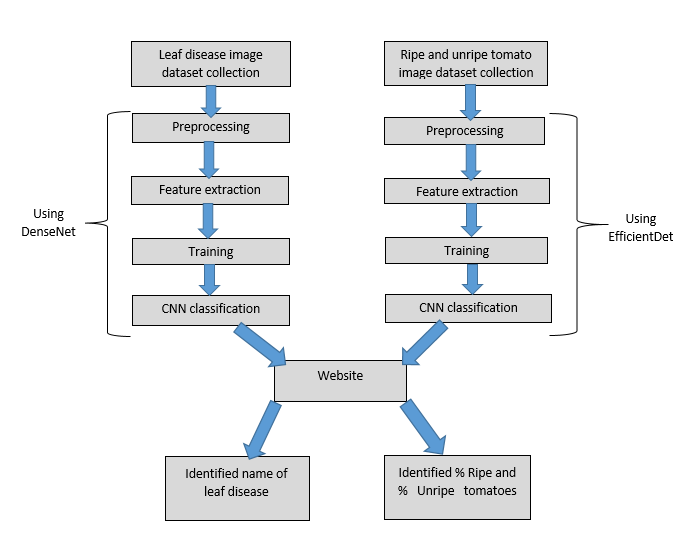 Leaf disease image
dataset collection
Preprocessing
Feature extraction
Training
CNN classification
Using
DenseNet
Ripe and unripe tomato
image dataset collection
Preprocessing
Feature extraction
Training
CNN classification
Using
EfficientDet
Website
Identified name of
leaf disease
Identified % Ripe and
% Unripe tomatoes